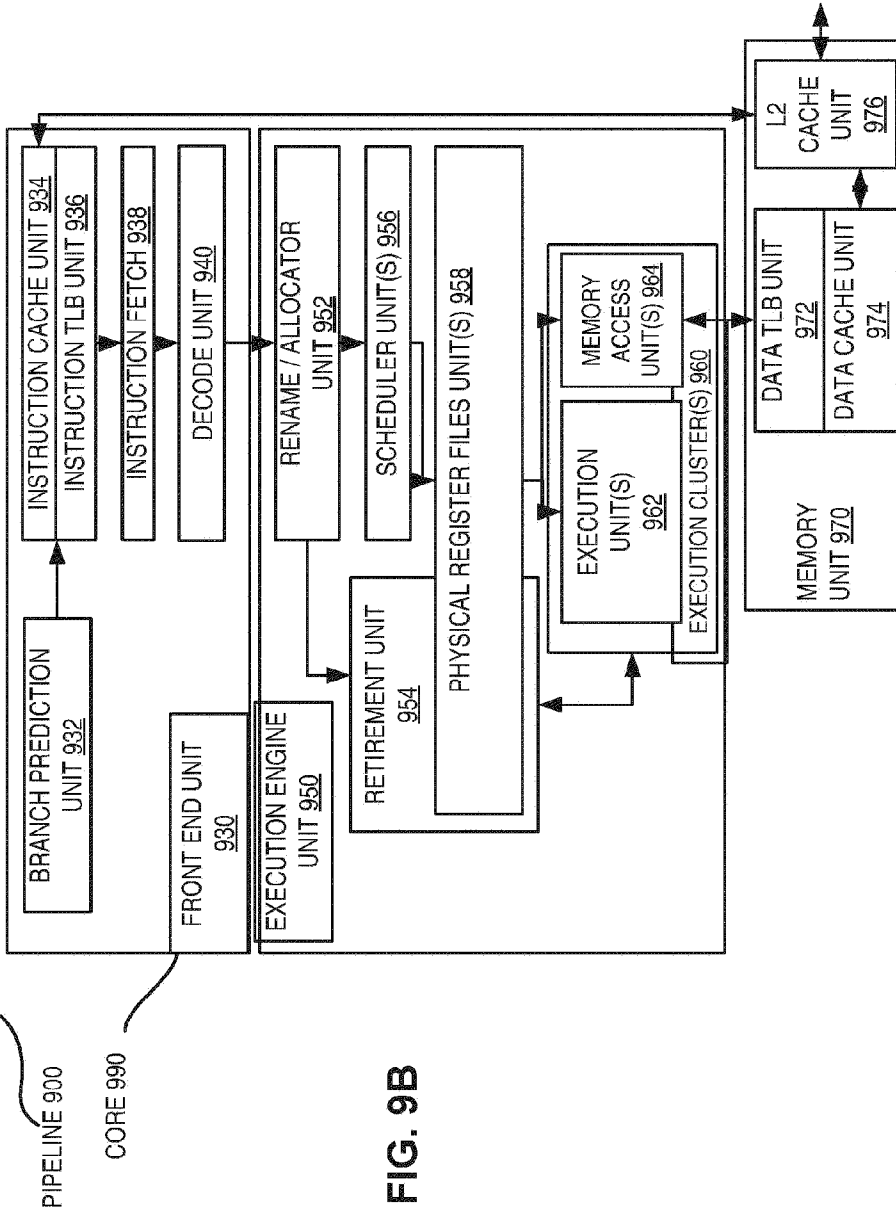 PIPELINE 900
CORE 990
FIG. 9B
BRANCH PREDICTION
UNIT 932
INSTRUCTION CACHE UNIT 934
INSTRUCTION TLB UNIT 936
INSTRUCTION FETCH 938
DECODE UNIT 940
FRONT END UNIT
930
EXECUTION ENGINE
UNIT 950
RENAME / ALLOCATOR
UNIT 952
RETIREMENT UNIT
954
SCHEDULER UNIT(S) 956
PHYSICAL REGISTER FILES UNIT(S) 958
EXECUTION
UNIT(S)
962
MEMORY
ACCESS
UNIT(S) 964
EXECUTION CLUSTER(S) 960
MEMORY
UNIT 970
DATA TLB UNIT
972
DATA CACHE UNIT
974
L2
CACHE
UNIT
976